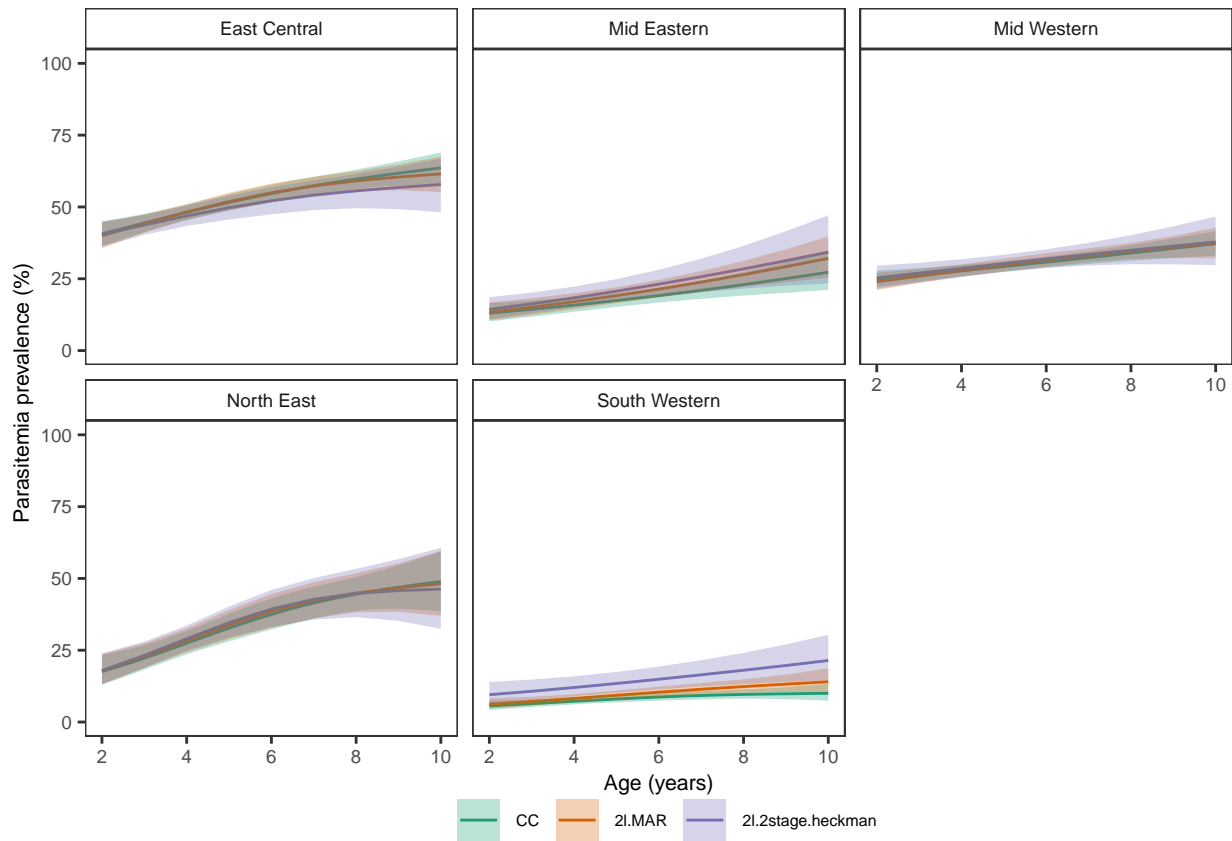 East Central
Mid Eastern
Mid Western
100
75
50
25
0
2 4 6 8 10
North East
South Western
100
75
50
25
0
2 4 6 8 10
2 4 6 8 10
Parasitemia prevalence (%)
Age (years)
CC
2l.MAR
2l.2stage.heckman